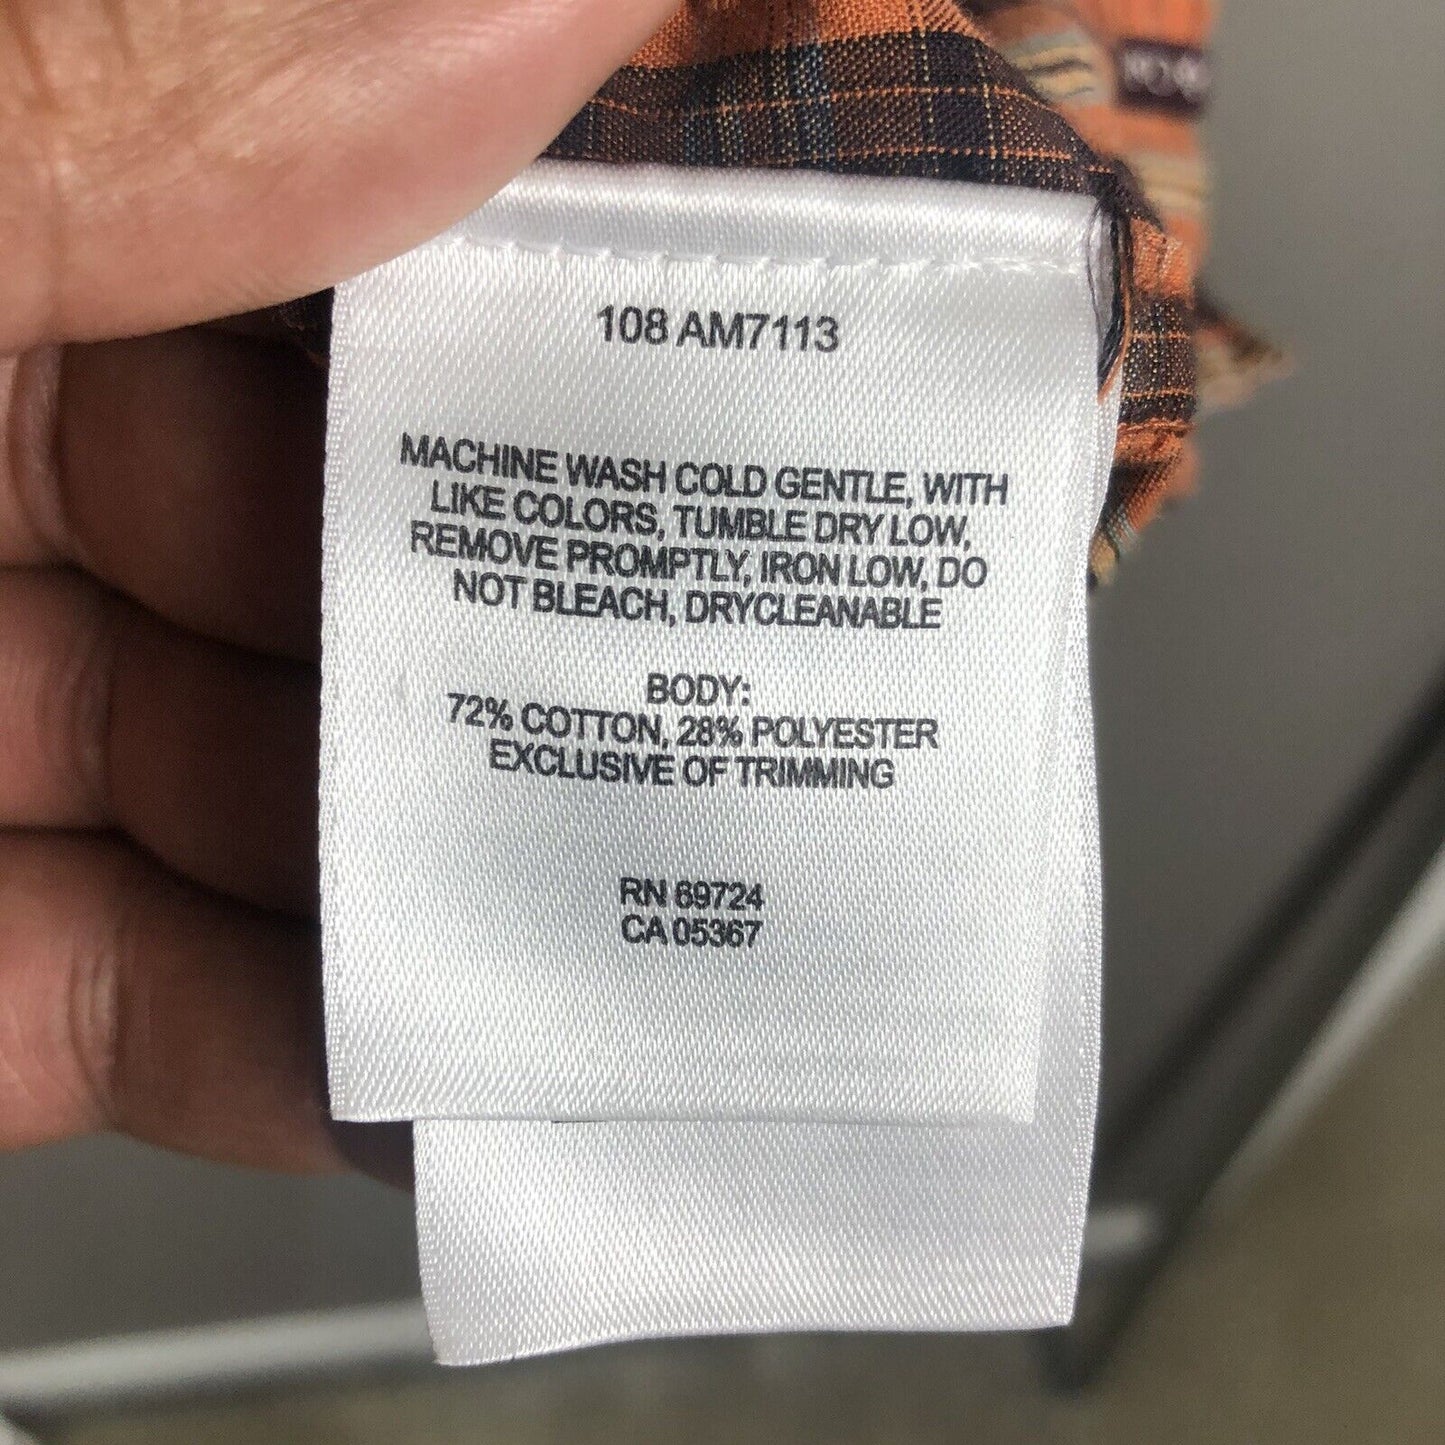 108 AM7113
MACHINE WASH COLD GENTLE, WITH
LIKE COLORS, TUMBLE DRY LOW,
REMOVE PROMPTLY, IRON LOW, DO
NOT BLEACH, DRYCLEANABLE
BODY:
72% COTTON, 28% POLYESTER
EXCLUSIVE OF TRIMMING
RN 69724
CA 05367